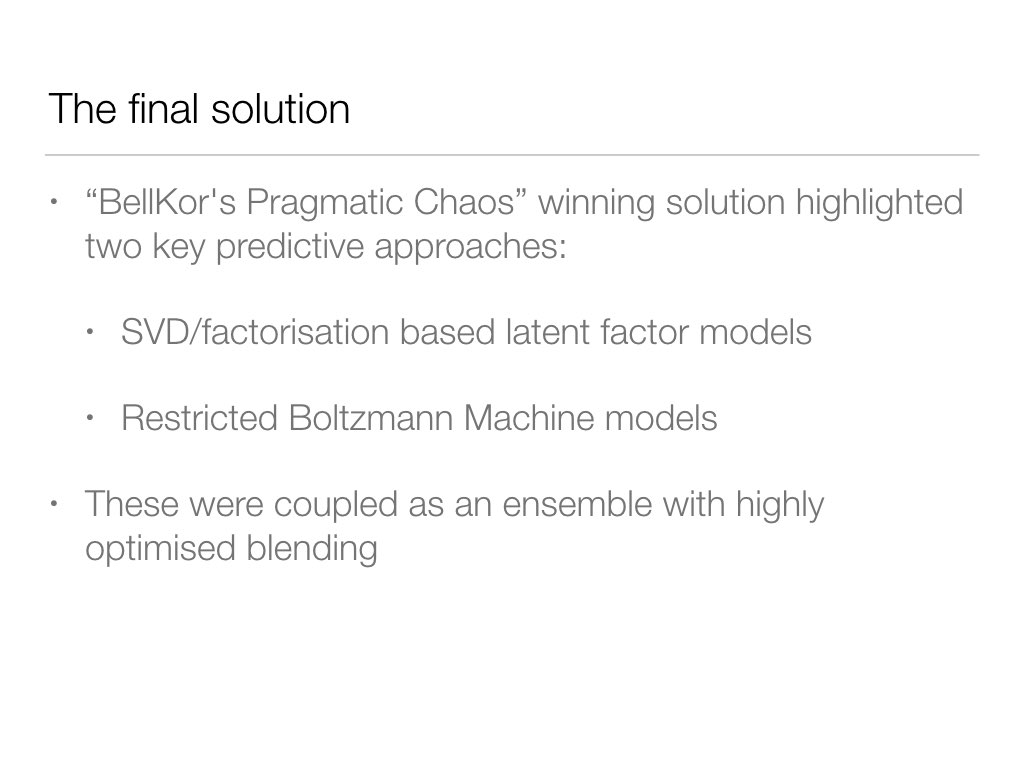 The final solution
• “BellKor's Pragmatic Chaos” winning solution highlighted
two key predictive approaches:
• SVD/factorisation based latent factor models
• Restricted Boltzmann Machine models
• These were coupled as an ensemble with highly
optimised blending